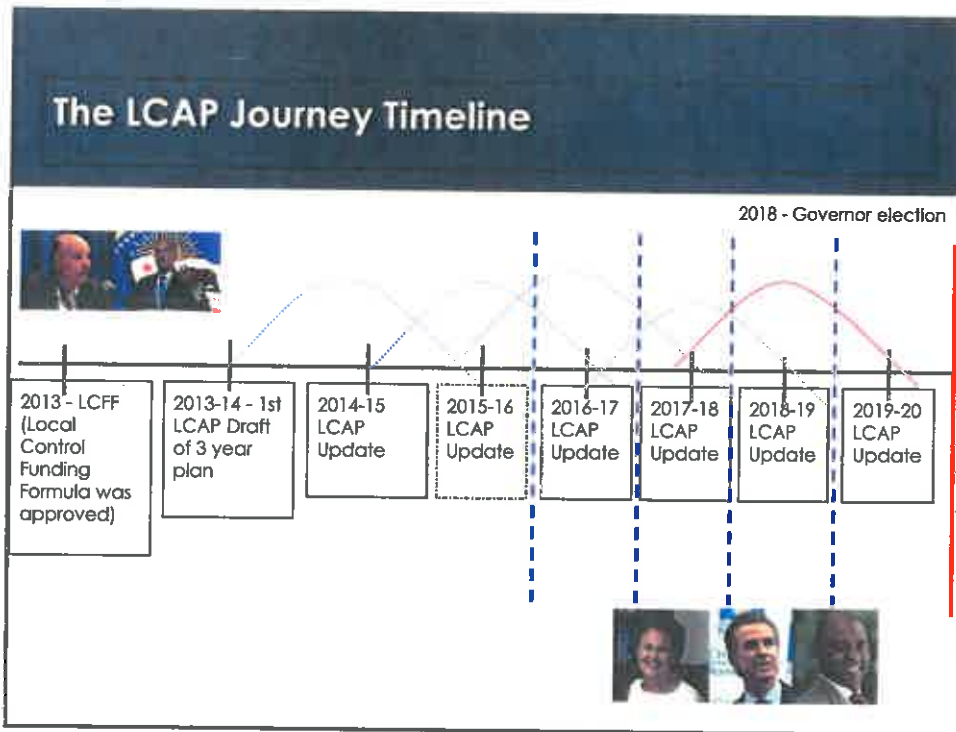 The LCAP Journey Timeline
2018 - Governor election
2013 - LCFF
(Local
Control
Funding
Formula was
approved)
2013-14 - 1st
LCAP Draft
of 3 year
plan
2014-15
LCAP
Update
2015-16
LCAP
Update
2016-17
LCAP
Update
2017-18
LCAP
Update
2018-19
LCAP
Update
2019-20
LCAP
Update